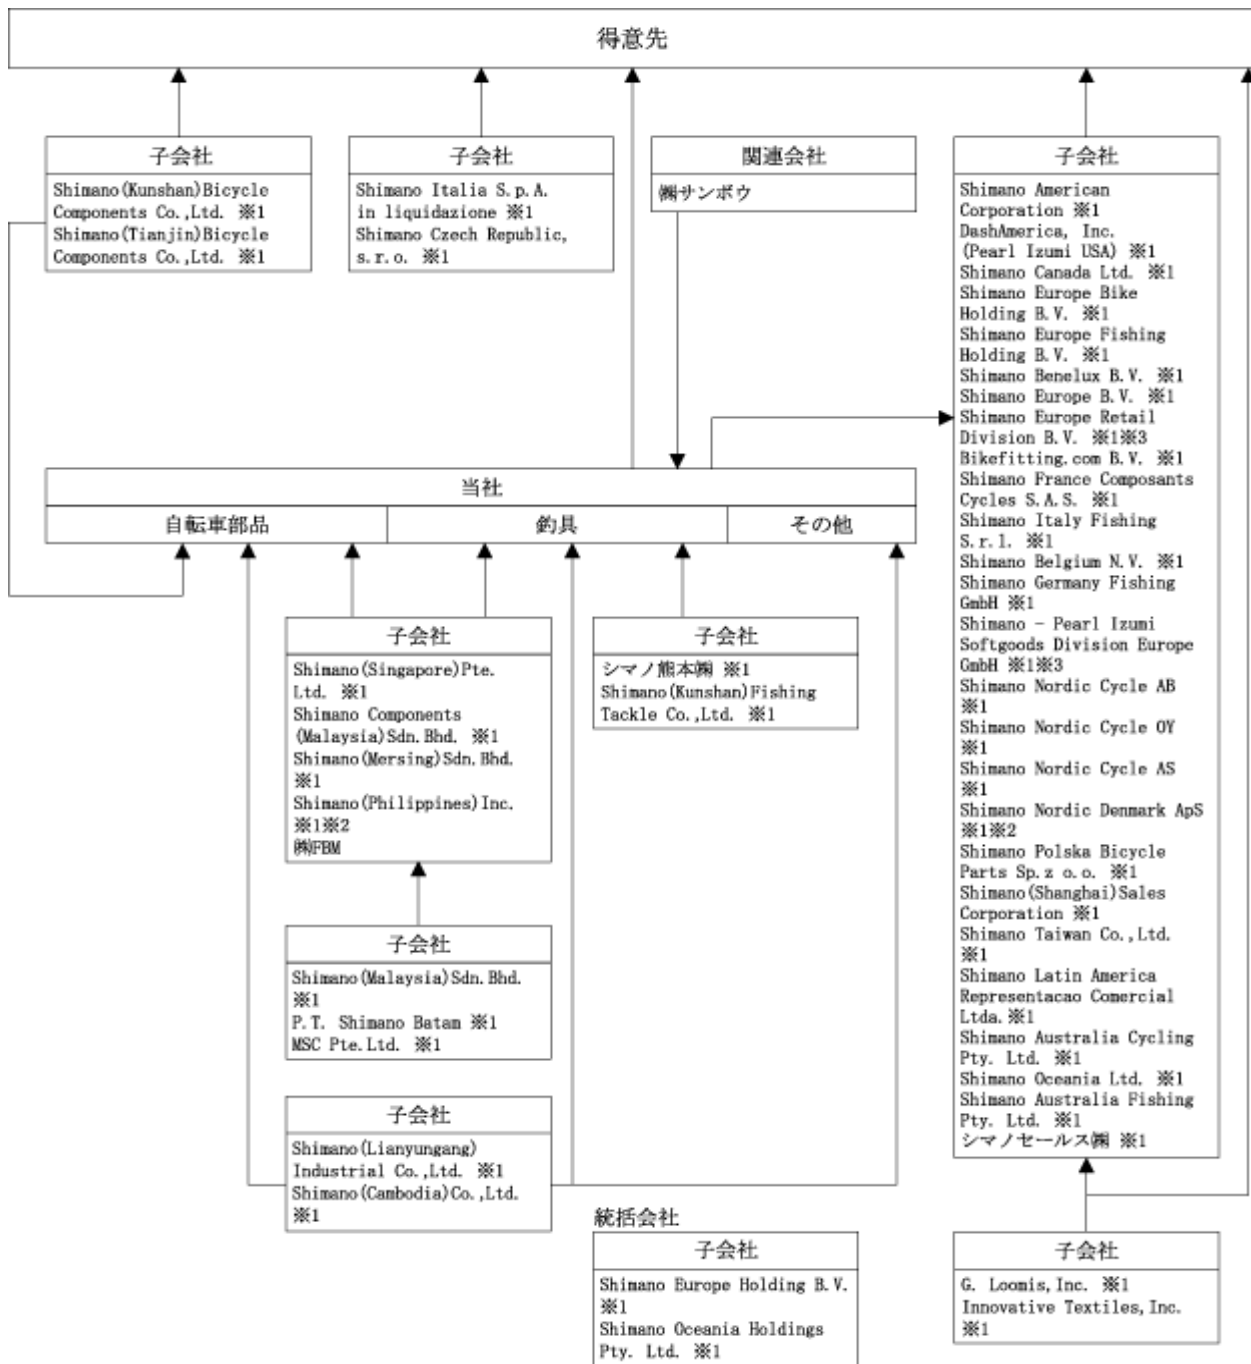 得意先
子会社
Shimano(Kunshan)Bicycle
Components Co.,Ltd. ※1
Shimano(Tianjin)Bicycle
Components Co.,Ltd. ※1
子会社
Shimano Italia S.p.A.
in liquidazione ※1
Shimano Czech Republic,
s.r.o. ※1
関連会社
㈱サンボウ
子会社
Shimano American
Corporation ※1
DashAmerica, Inc.
(Pearl Izumi USA) ※1
Shimano Canada Ltd. ※1
Shimano Europe Bike
Holding B.V. ※1
Shimano Europe Fishing
Holding B.V. ※1
Shimano Benelux B.V. ※1
Shimano Europe B.V. ※1
Shimano Europe Retail
Division B.V. ※1※3
Bikefitting.com B.V. ※1
Shimano France Composants
Cycles S.A.S. ※1
Shimano Italy Fishing
S.r.l. ※1
Shimano Belgium N.V. ※1
Shimano Germany Fishing
GmbH ※1
Shimano - Pearl Izumi
Softgoods Division Europe
GmbH ※1※3
Shimano Nordic Cycle AB
※1
Shimano Nordic Cycle OY
※1
Shimano Nordic Cycle AS
※1
Shimano Nordic Denmark ApS
※1※2
Shimano Polska Bicycle
Parts Sp.z o.o. ※1
Shimano(Shanghai)Sales
Corporation ※1
Shimano Taiwan Co.,Ltd.
※1
Shimano Latin America
Representacao Comercial
Ltda.※1
Shimano Australia Cycling
Pty. Ltd. ※1
Shimano Oceania Ltd. ※1
Shimano Australia Fishing
Pty. Ltd. ※1
シマノセールス㈱ ※1
当社
自転車部品
釣具
その他
子会社
Shimano(Singapore)Pte.
Ltd. ※1
Shimano Components
(Malaysia)Sdn.Bhd. ※1
Shimano(Mersing)Sdn.Bhd.
※1
Shimano(Philippines)Inc.
※1※2
㈱FBM
子会社
シマノ熊本㈱ ※1
Shimano(Kunshan)Fishing
Tackle Co.,Ltd. ※1
子会社
Shimano(Malaysia)Sdn.Bhd.
※1
P.T. Shimano Batam ※1
MSC Pte.Ltd. ※1
子会社
Shimano(Lianyungang)
Industrial Co.,Ltd. ※1
Shimano(Cambodia)Co.,Ltd.
※1
統括会社
子会社
Shimano Europe Holding B.V.
※1
Shimano Oceania Holdings
Pty. Ltd. ※1
子会社
G. Loomis,Inc. ※1
Innovative Textiles,Inc.
※1